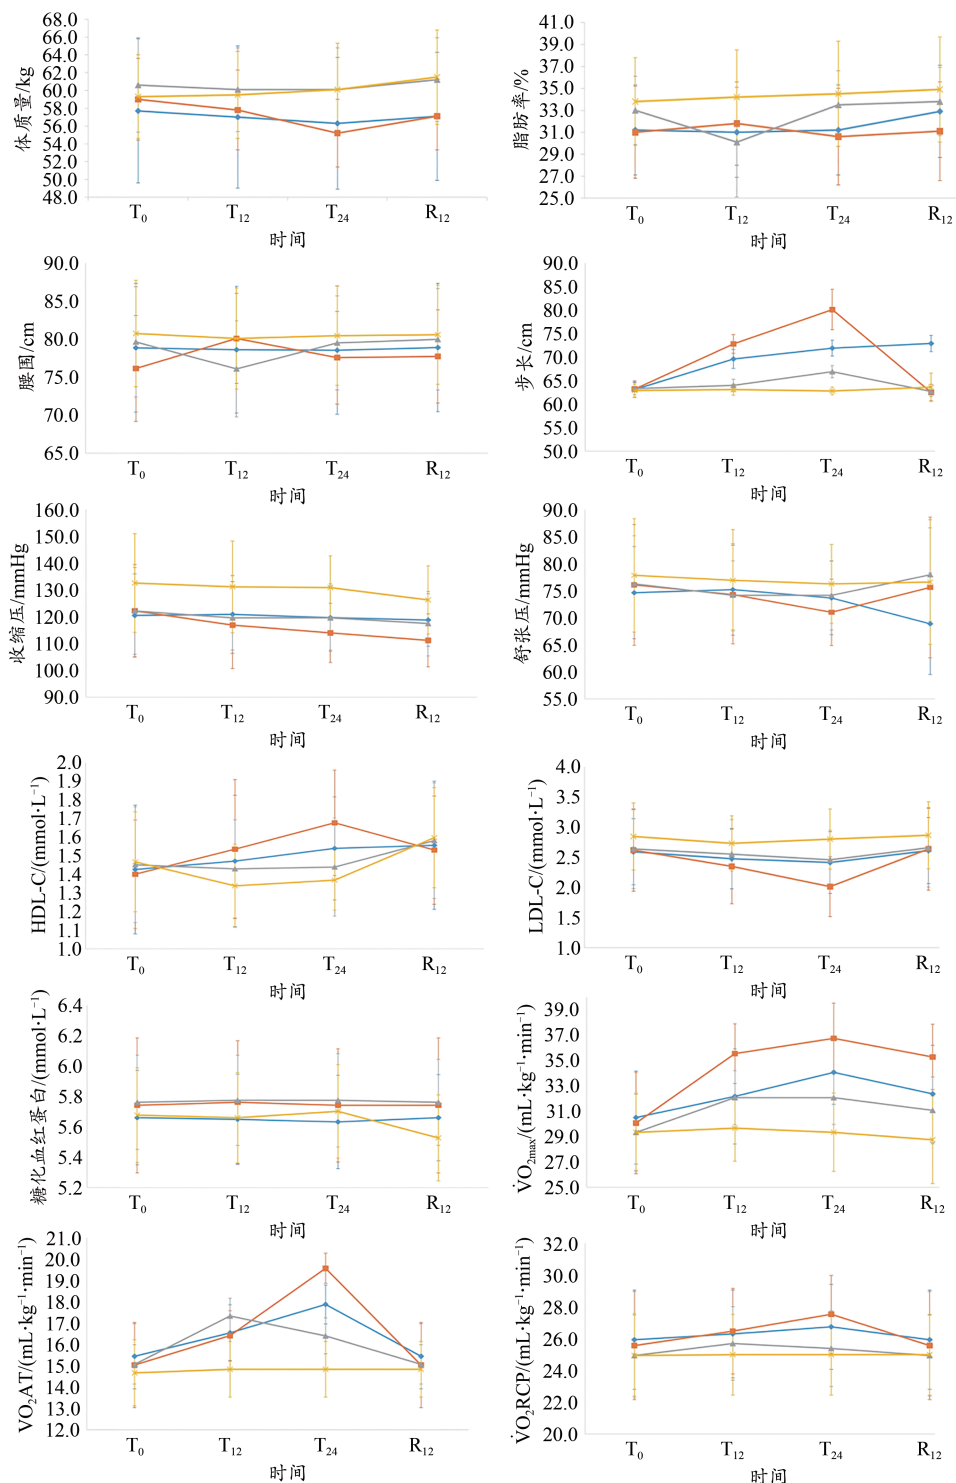 68.0
66.0
64.0
62.0
60.0
58.0
56.0
54.0
52.0
50.0
48.0
体质量/kg
T0 T12 T24 R12
时间
41.0
39.0
37.0
35.0
33.0
31.0
29.0
27.0
25.0
脂肪率/%
T0 T12 T24 R12
时间
90.0
85.0
80.0
75.0
70.0
65.0
腰围/cm
T0 T12 T24 R12
时间
90.0
85.0
80.0
75.0
70.0
65.0
60.0
55.0
50.0
步长/cm
T0 T12 T24 R12
时间
160.0
150.0
140.0
130.0
120.0
110.0
100.0
90.0
收缩压/mmHg
T0 T12 T24 R12
时间
90.0
85.0
80.0
75.0
70.0
65.0
60.0
55.0
舒张压/mmHg
T0 T12 T24 R12
时间
2.0
1.9
1.8
1.7
1.6
1.5
1.4
1.3
1.2
1.1
1.0
HDL-C/(mmol·L⁻¹)
T0 T12 T24 R12
时间
4.0
3.5
3.0
2.5
2.0
1.5
1.0
LDL-C/(mmol·L⁻¹)
T0 T12 T24 R12
时间
6.4
6.2
6.0
5.8
5.6
5.4
5.2
糖化血红蛋白/(mmol·L⁻¹)
T0 T12 T24 R12
时间
39.0
37.0
35.0
33.0
31.0
29.0
27.0
25.0
V̇O2max/(mL·kg⁻¹·min⁻¹)
T0 T12 T24 R12
时间
21.0
20.0
19.0
18.0
17.0
16.0
15.0
14.0
13.0
12.0
VO2AT/(mL·kg⁻¹·min⁻¹)
T0 T12 T24 R12
时间
32.0
30.0
28.0
26.0
24.0
22.0
20.0
V̇O2RCP/(mL·kg⁻¹·min⁻¹)
T0 T12 T24 R12
时间